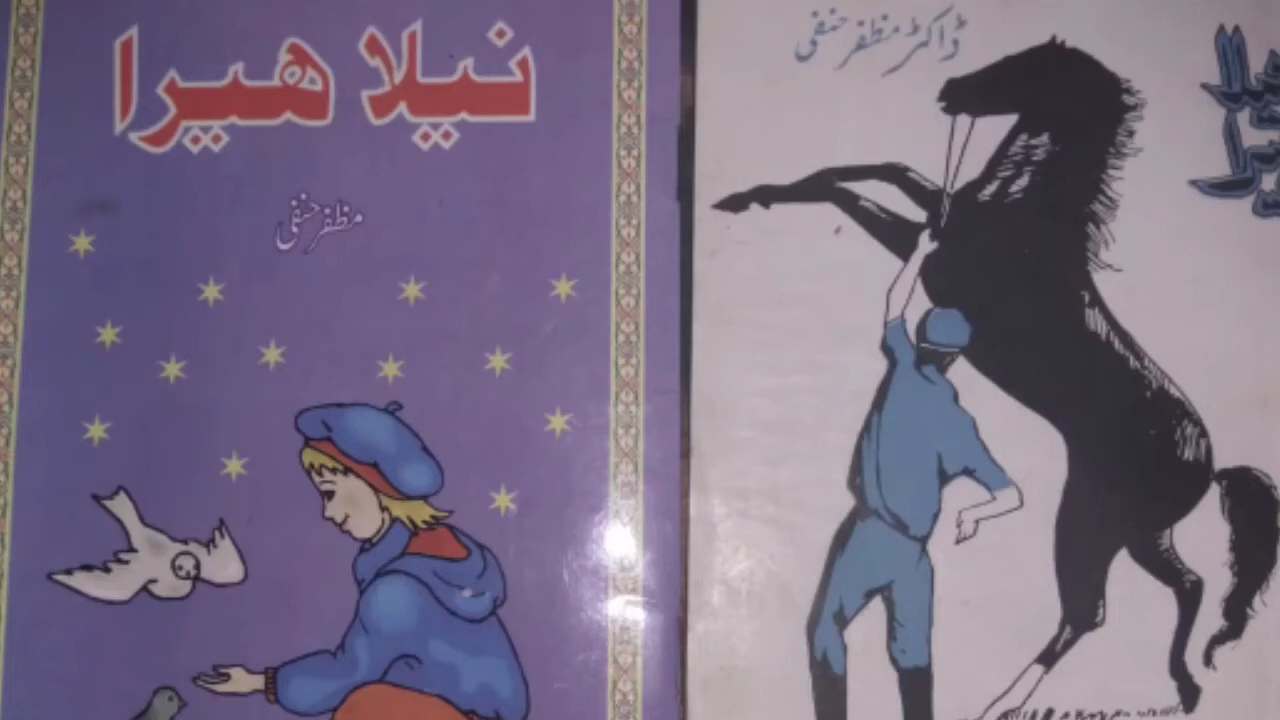 نیلا ھیرا
مظفر حنفی
ڈاکٹر مظفر حنفی